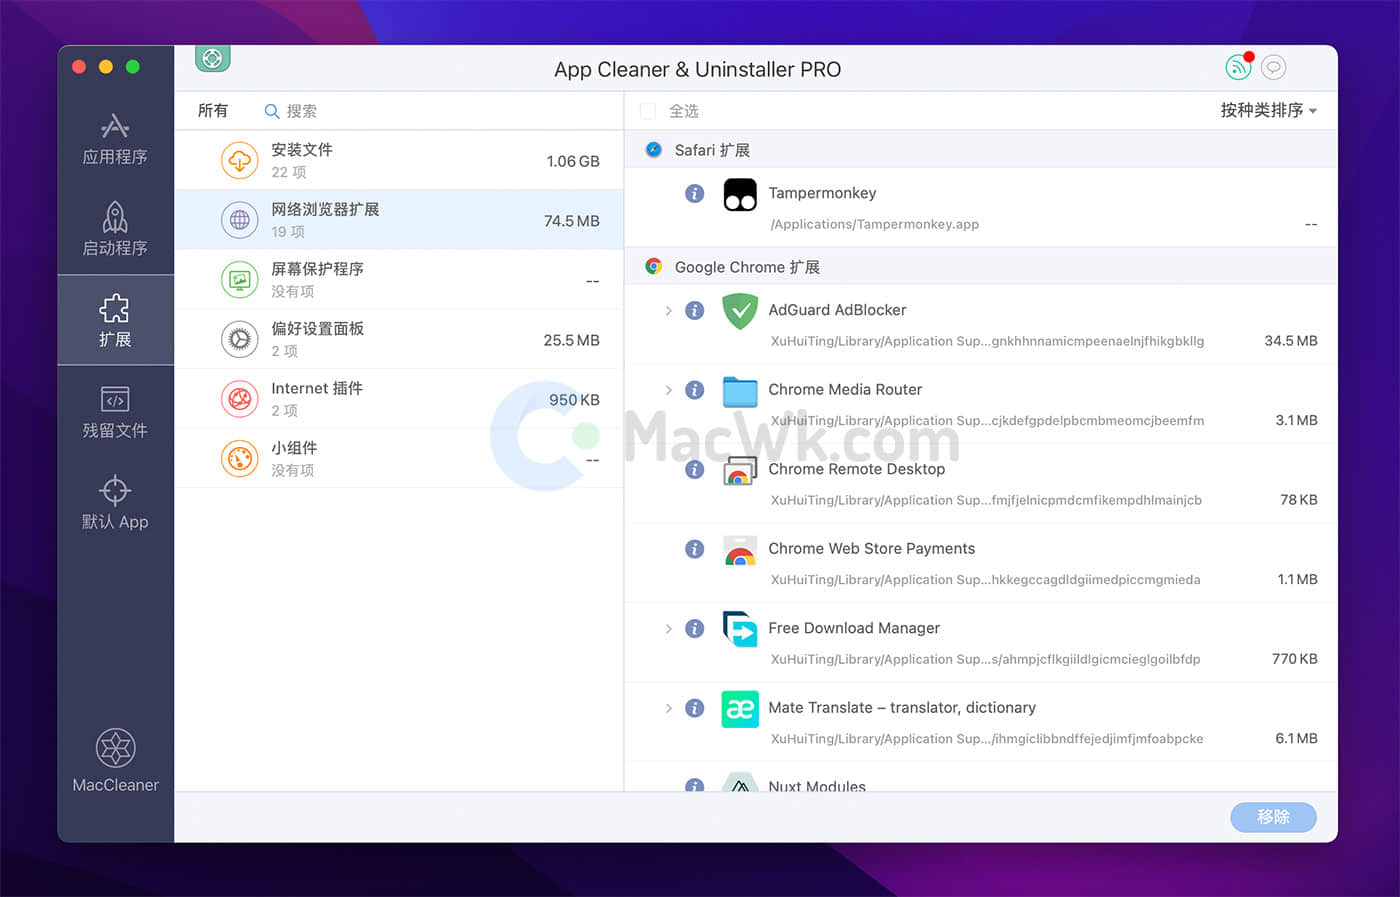 App Cleaner & Uninstaller PRO
应用程序
启动程序
扩展
残留文件
默认 App
MacCleaner
所有
搜索
安装文件
22 项
1.06 GB
网络浏览器扩展
19 项
74.5 MB
屏幕保护程序
没有项
--
偏好设置面板
2 项
25.5 MB
Internet 插件
2 项
950 KB
小组件
没有项
--
全选
按种类排序
Safari 扩展
Tampermonkey
/Applications/Tampermonkey.app
--
Google Chrome 扩展
AdGuard AdBlocker
XuHuiTing/Library/Application Sup...gnkhhnnamicmpeenaelnjfhikgbkllg
34.5 MB
Chrome Media Router
XuHuiTing/Library/Application Sup...cjkdefgpdelpbcmbmeomcjbeemfm
3.1 MB
MacWk.com
Chrome Remote Desktop
XuHuiTing/Library/Application Sup...fmjfjelnicpmdcmfikempdhlmainjcb
78 KB
Chrome Web Store Payments
XuHuiTing/Library/Application Sup...hkkegccagdldgiimedpiccmgmieda
1.1 MB
Free Download Manager
XuHuiTing/Library/Application Sup...s/ahmpjcflkgiildlgicmcieglgoilbfdp
770 KB
Mate Translate – translator, dictionary
XuHuiTing/Library/Application Sup.../ihmgiclibbndffejedjimfjmfoabpcke
6.1 MB
Nuxt Modules
移除